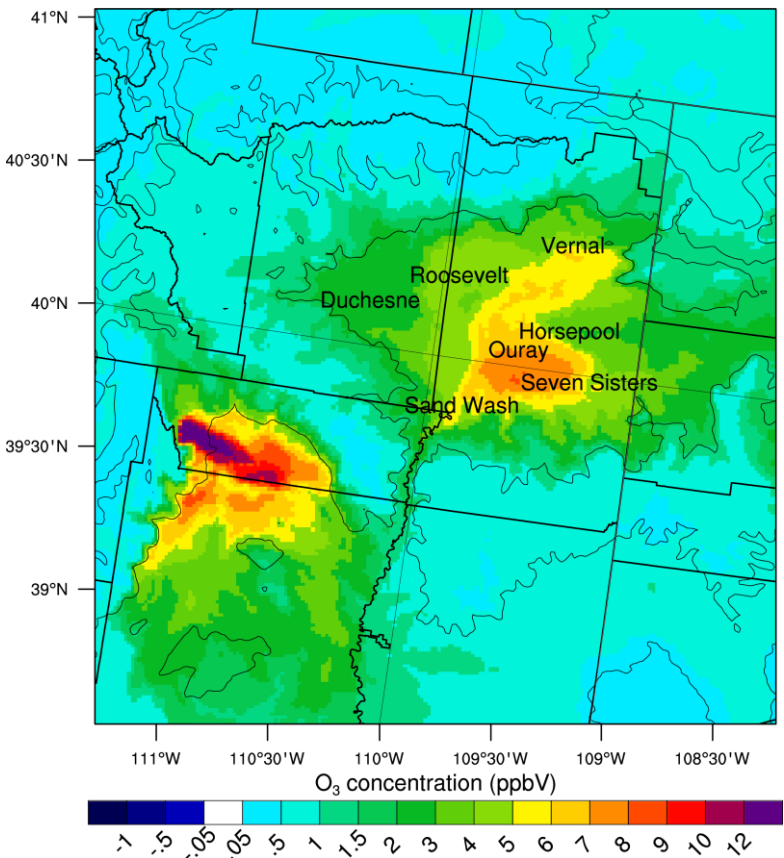 41°N
40°30'N
Vernal
Roosevelt
40°N
Duchesne
Horsepool
Ouray
Seven Sisters
Sand Wash
39°30'N
39°N
111°W 110°30'W 110°W 109°30'W 109°W 108°30'W
O₃ concentration (ppbV)
-1 -.5 -.05 .05 .5 1 1.5 2 3 4 5 6 7 8 9 10 12